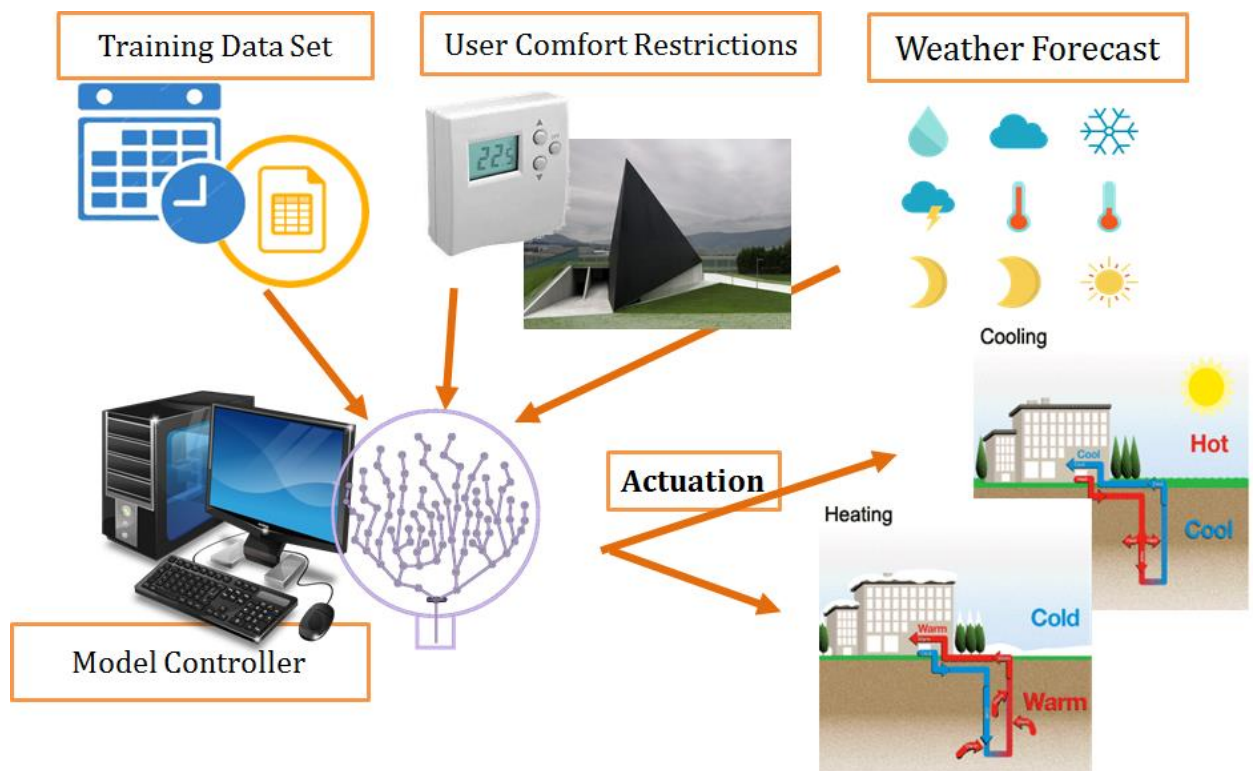 Training Data Set
User Comfort Restrictions
Weather Forecast
22.5
OFF
Cooling
Hot
Cool
Cool
Actuation
Heating
Cold
Warm
Warm
Model Controller